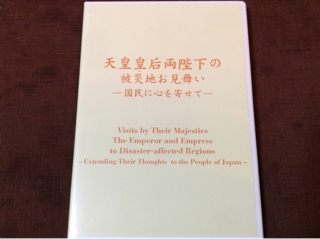 天皇皇后両陛下の
被災地お見舞い
―国民に心を寄せて―
Visits by Their Majesties
The Emperor and Empress
to Disaster-affected Regions
– Extending Their Thoughts to the People of Japan –